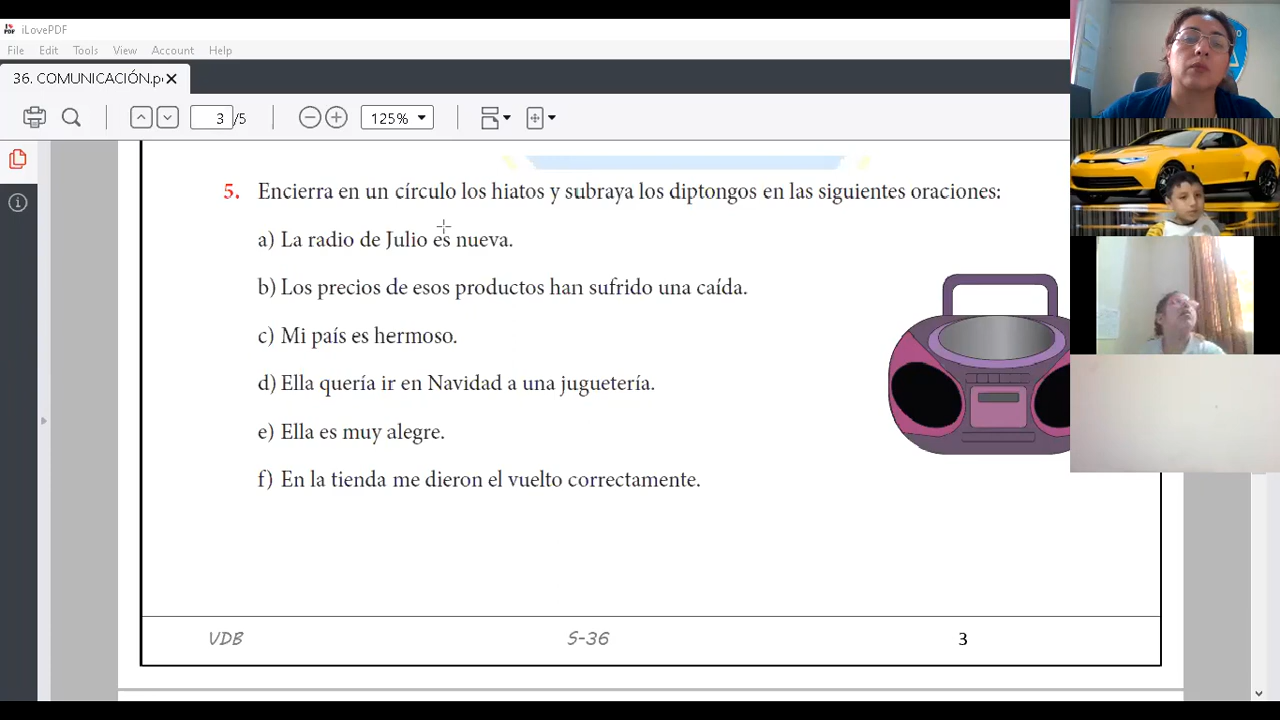 iLovePDF
File Edit Tools View Account Help
36. COMUNICACIÓN.p
3 /5 125%
5. Encierra en un círculo los hiatos y subraya los diptongos en las siguientes oraciones:
a) La radio de Julio es nueva.
b) Los precios de esos productos han sufrido una caída.
c) Mi país es hermoso.
d) Ella quería ir en Navidad a una juguetería.
e) Ella es muy alegre.
f) En la tienda me dieron el vuelto correctamente.
VDB S-36 3